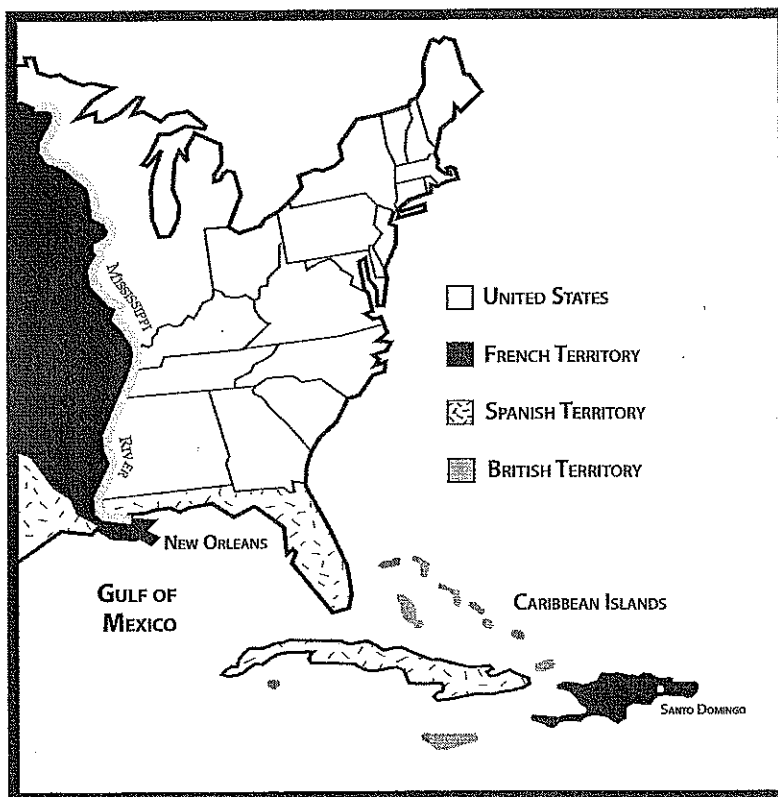 MISSISSIPPI
RIVER
UNITED STATES
FRENCH TERRITORY
SPANISH TERRITORY
BRITISH TERRITORY
NEW ORLEANS
GULF OF
MEXICO
CARIBBEAN ISLANDS
SANTO DOMINGO